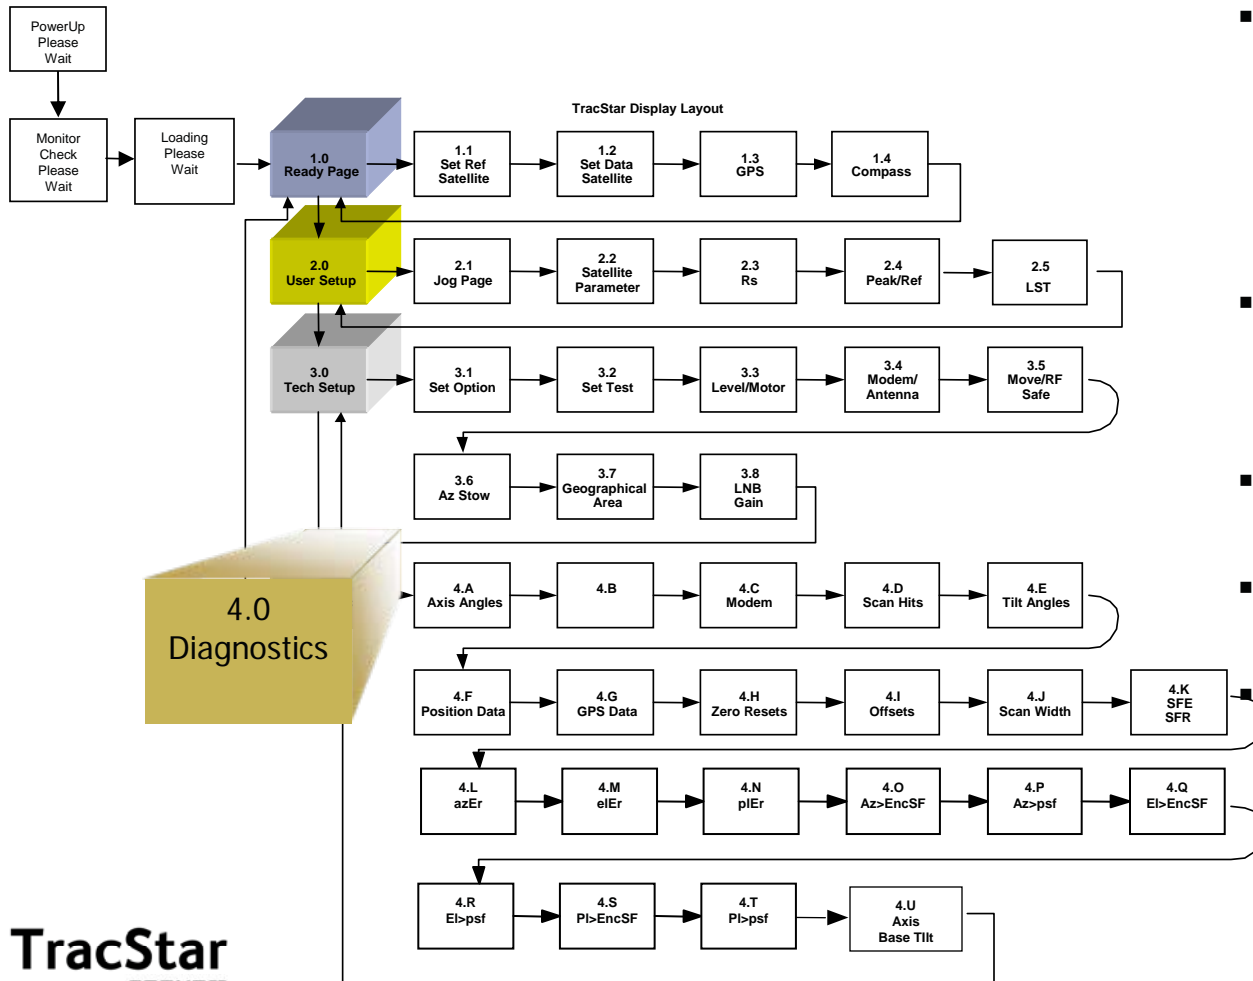 PowerUp
Please
Wait
Monitor
Check
Please
Wait
Loading
Please
Wait
TracStar Display Layout
1.0
Ready Page
1.1
Set Ref
Satellite
1.2
Set Data
Satellite
1.3
GPS
1.4
Compass
2.0
User Setup
2.1
Jog Page
2.2
Satellite
Parameter
2.3
Rs
2.4
Peak/Ref
2.5
LST
3.0
Tech Setup
3.1
Set Option
3.2
Set Test
3.3
Level/Motor
3.4
Modem/
Antenna
3.5
Move/RF
Safe
3.6
Az Stow
3.7
Geographical
Area
3.8
LNB
Gain
4.0
Diagnostics
4.A
Axis Angles
4.B
4.C
Modem
4.D
Scan Hits
4.E
Tilt Angles
4.F
Position Data
4.G
GPS Data
4.H
Zero Resets
4.I
Offsets
4.J
Scan Width
4.K
SFE
SFR
4.L
azEr
4.M
elEr
4.N
plEr
4.O
Az>EncSF
4.P
Az>psf
4.Q
El>EncSF
4.R
El>psf
4.S
Pl>EncSF
4.T
Pl>psf
4.U
Axis
Base TIlt
TracStar